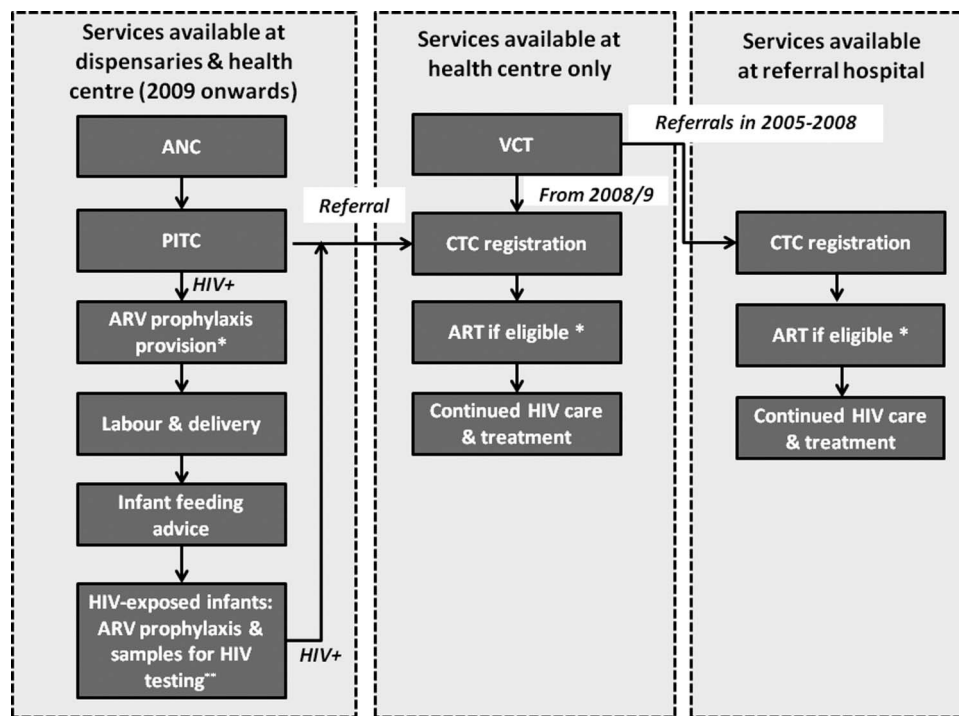 Services available at
dispensaries & health
centre (2009 onwards)
ANC
PITC
HIV+
ARV prophylaxis
provision*
Labour & delivery
Infant feeding
advice
HIV-exposed infants:
ARV prophylaxis &
samples for HIV
testing**
HIV+
Referral
Services available at
health centre only
VCT
From 2008/9
CTC registration
ART if eligible *
Continued HIV care
& treatment
Referrals in 2005-2008
Services available
at referral hospital
CTC registration
ART if eligible *
Continued HIV care
& treatment